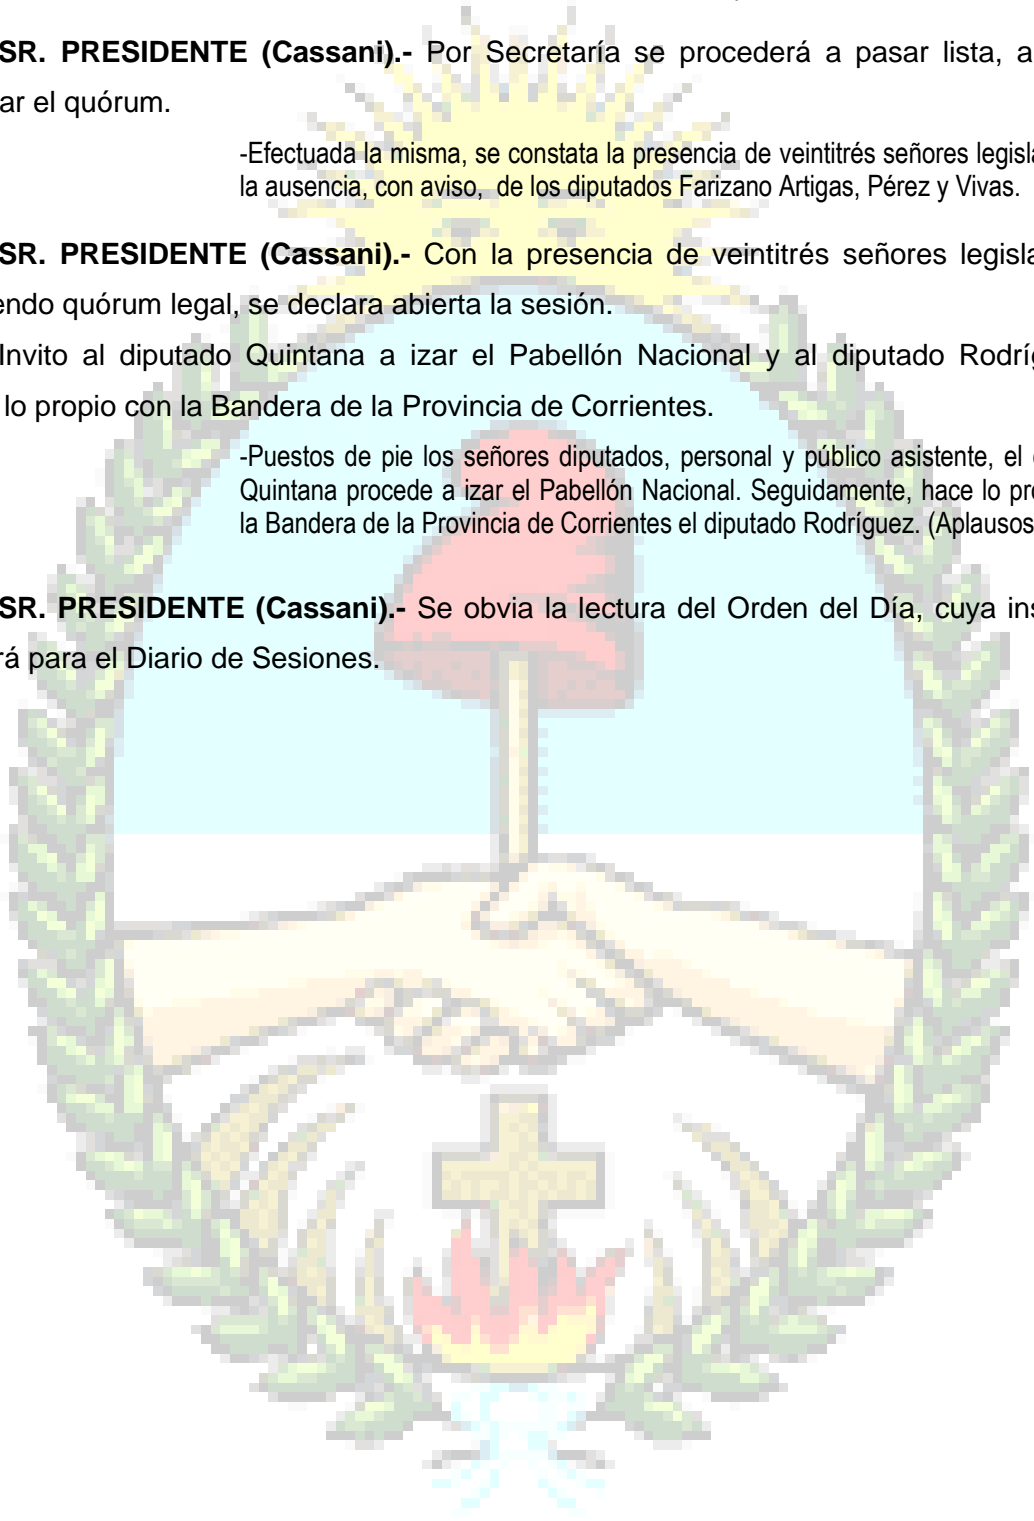 SR. PRESIDENTE (Cassani).- Por Secretaría se procederá a pasar lista, a
ar el quórum.
-Efectuada la misma, se constata la presencia de veintitrés señores legisla
la ausencia, con aviso, de los diputados Farizano Artigas, Pérez y Vivas.
SR. PRESIDENTE (Cassani).- Con la presencia de veintitrés señores legisla
endo quórum legal, se declara abierta la sesión.
Invito al diputado Quintana a izar el Pabellón Nacional y al diputado Rodríg
lo propio con la Bandera de la Provincia de Corrientes.
-Puestos de pie los señores diputados, personal y público asistente, el
Quintana procede a izar el Pabellón Nacional. Seguidamente, hace lo pro
la Bandera de la Provincia de Corrientes el diputado Rodríguez. (Aplausos
SR. PRESIDENTE (Cassani).- Se obvia la lectura del Orden del Día, cuya ins
rá para el Diario de Sesiones.